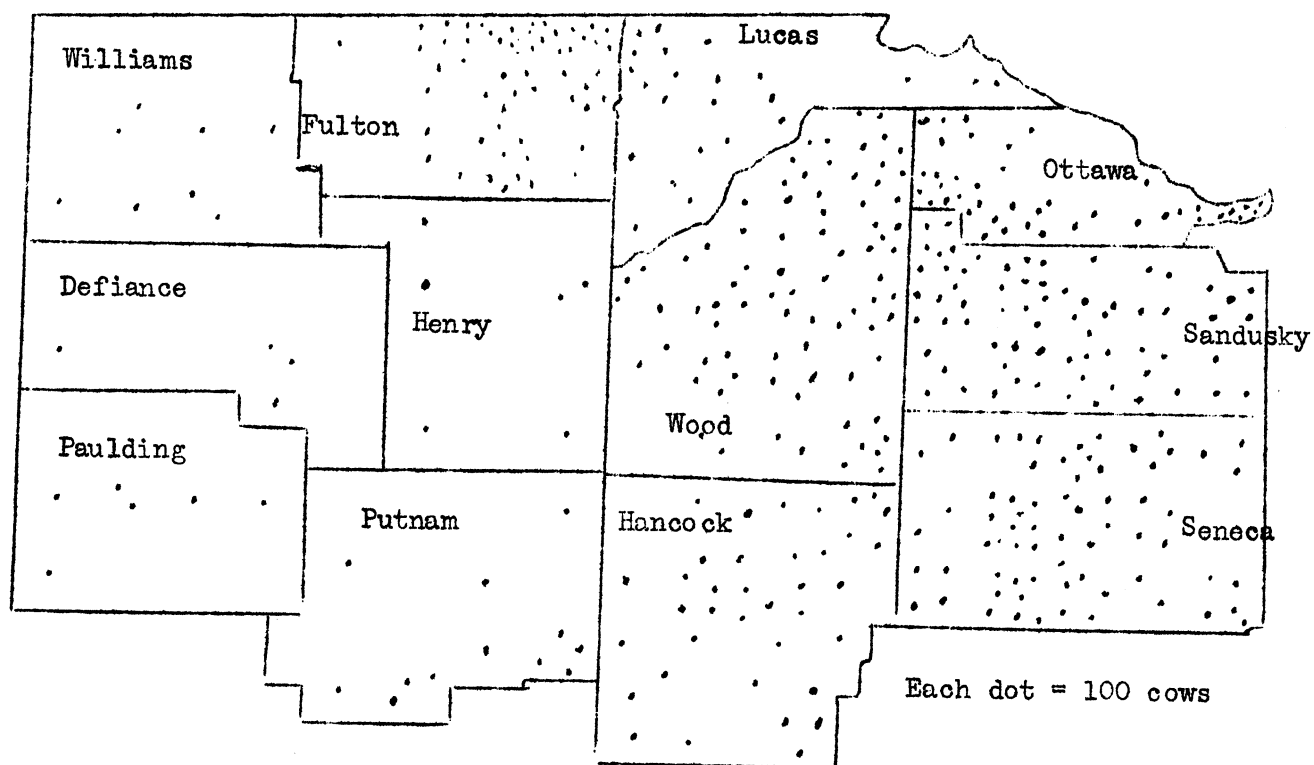 Lucas
Williams
Fulton
Ottawa
Defiance
Henry
Sandusky
Wood
Paulding
Putnam
Hancock
Seneca
Each dot = 100 cows